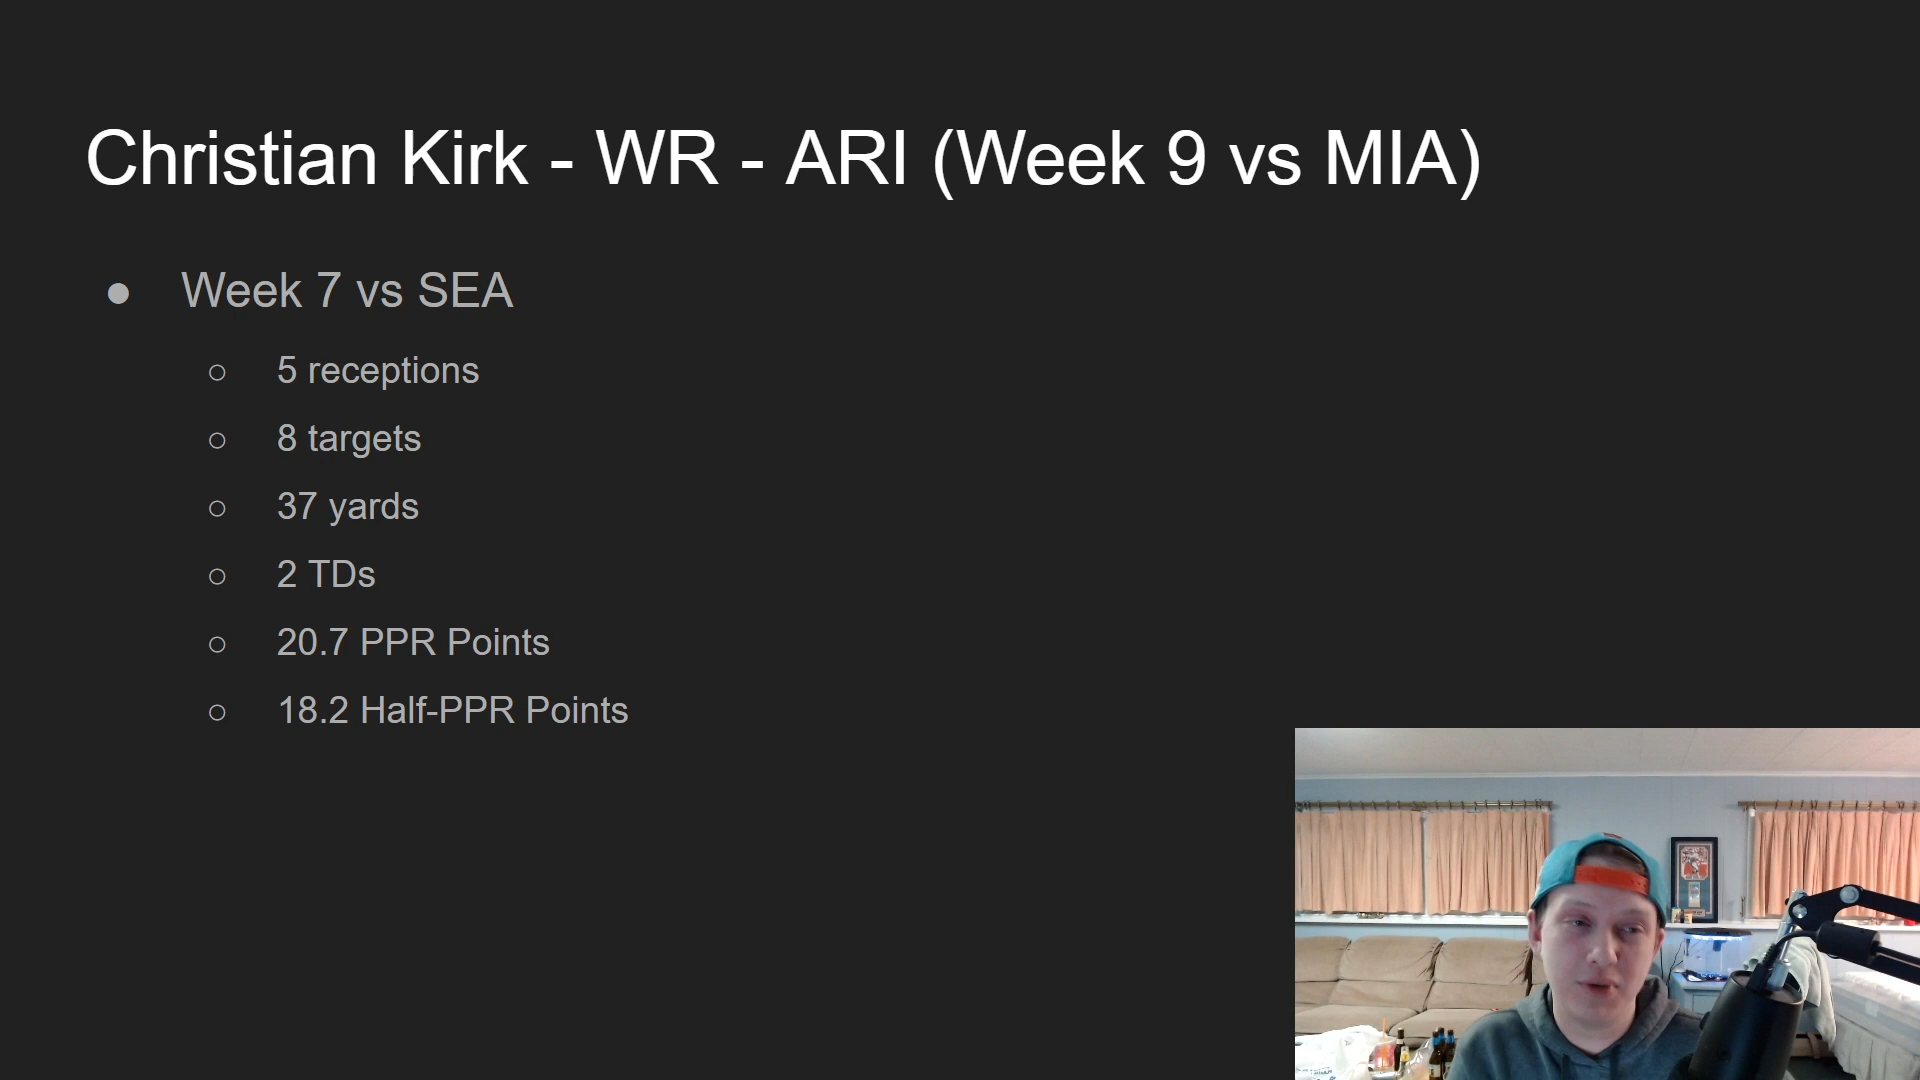 Christian Kirk - WR - ARI (Week 9 vs MIA)
● Week 7 vs SEA
○ 5 receptions
○ 8 targets
○ 37 yards
○ 2 TDs
○ 20.7 PPR Points
○ 18.2 Half-PPR Points